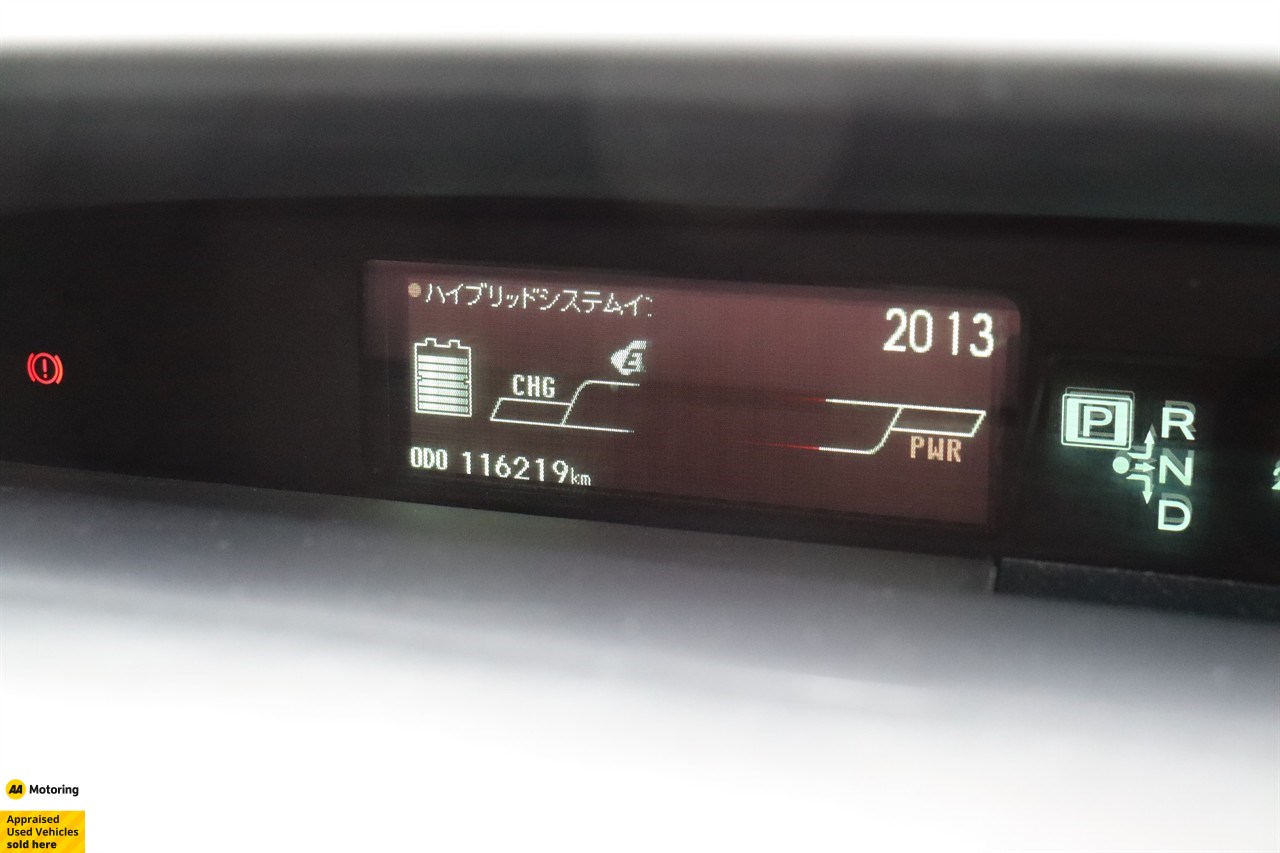 ハイブリッドシステムイ
2013
CHG
PWR
ODO 116219km
P
R
N
D
AA Motoring
Appraised
Used Vehicles
sold here